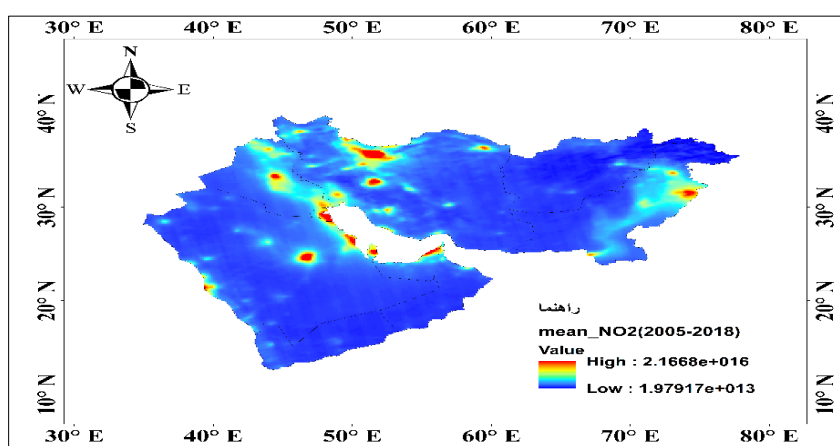 30° E 40° E 50° E 60° E 70° E 80° E
N
W E
S
40° N 40° N
30° N 30° N
20° N 20° N
10° N 10° N
راهنما
mean_NO2(2005-2018)
Value
High : 2.1668e+016
Low : 1.97917e+013
30° E 40° E 50° E 60° E 70° E 80° E